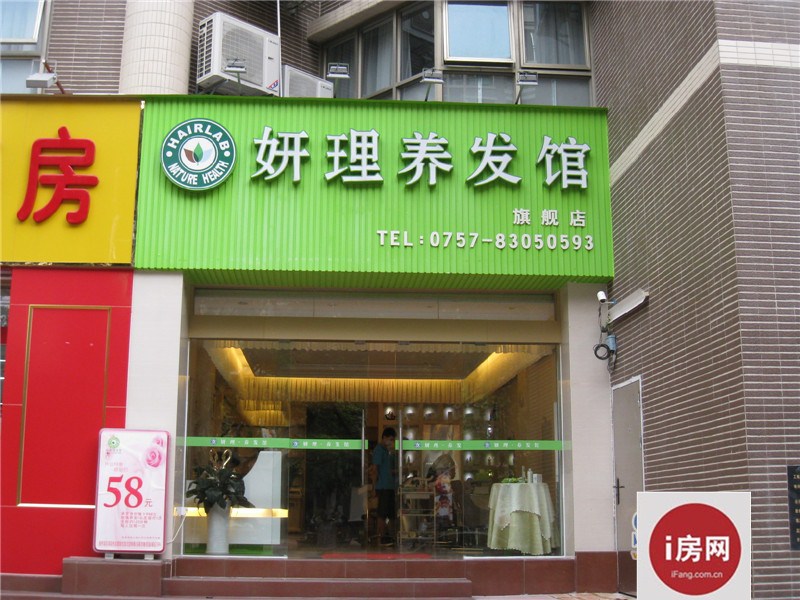 房
HAIRLAB
NATURE HEALTH
妍理养发馆
旗舰店
TEL:0757-83050593
58元
i房网
iFang.com.cn